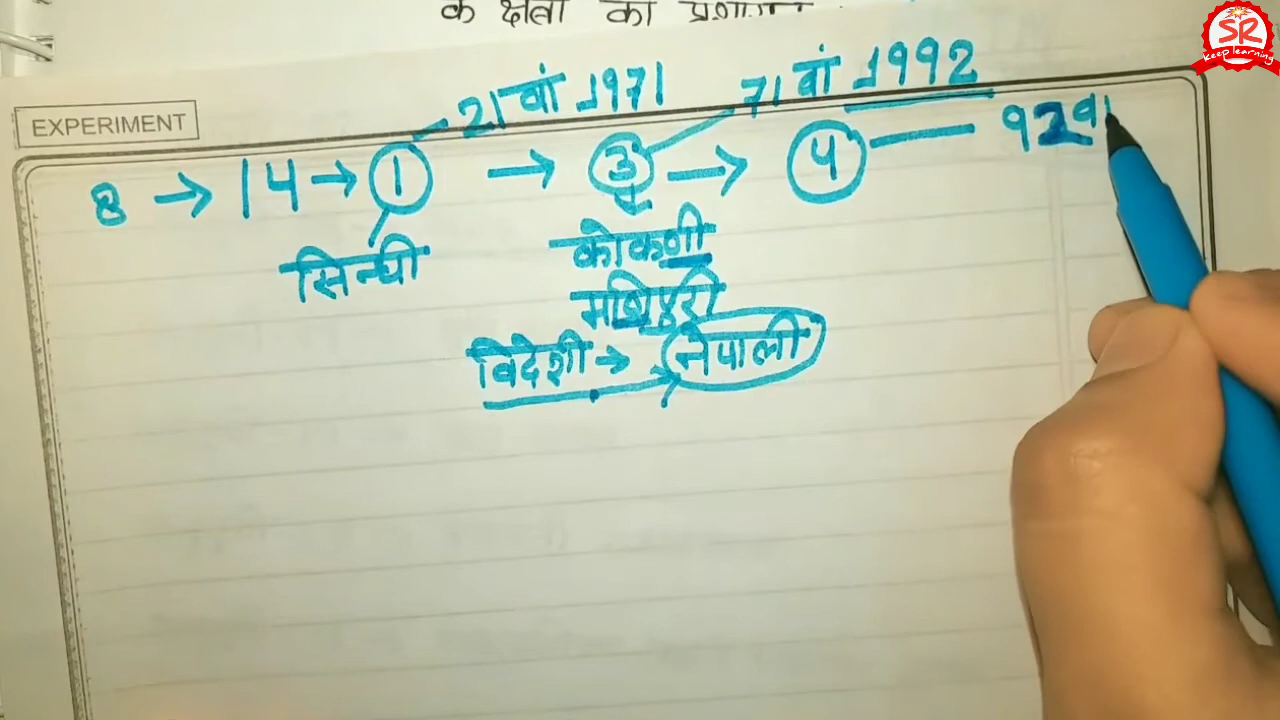 के क्षेत्रों का
SR
keep learning
EXPERIMENT
21 वां 1971
71 वां 1992
8 → 14 → 1 → 3 → 4 — 92 वा
सिन्धी
कोकणी
मणिपुरी
विदेशी → नेपाली